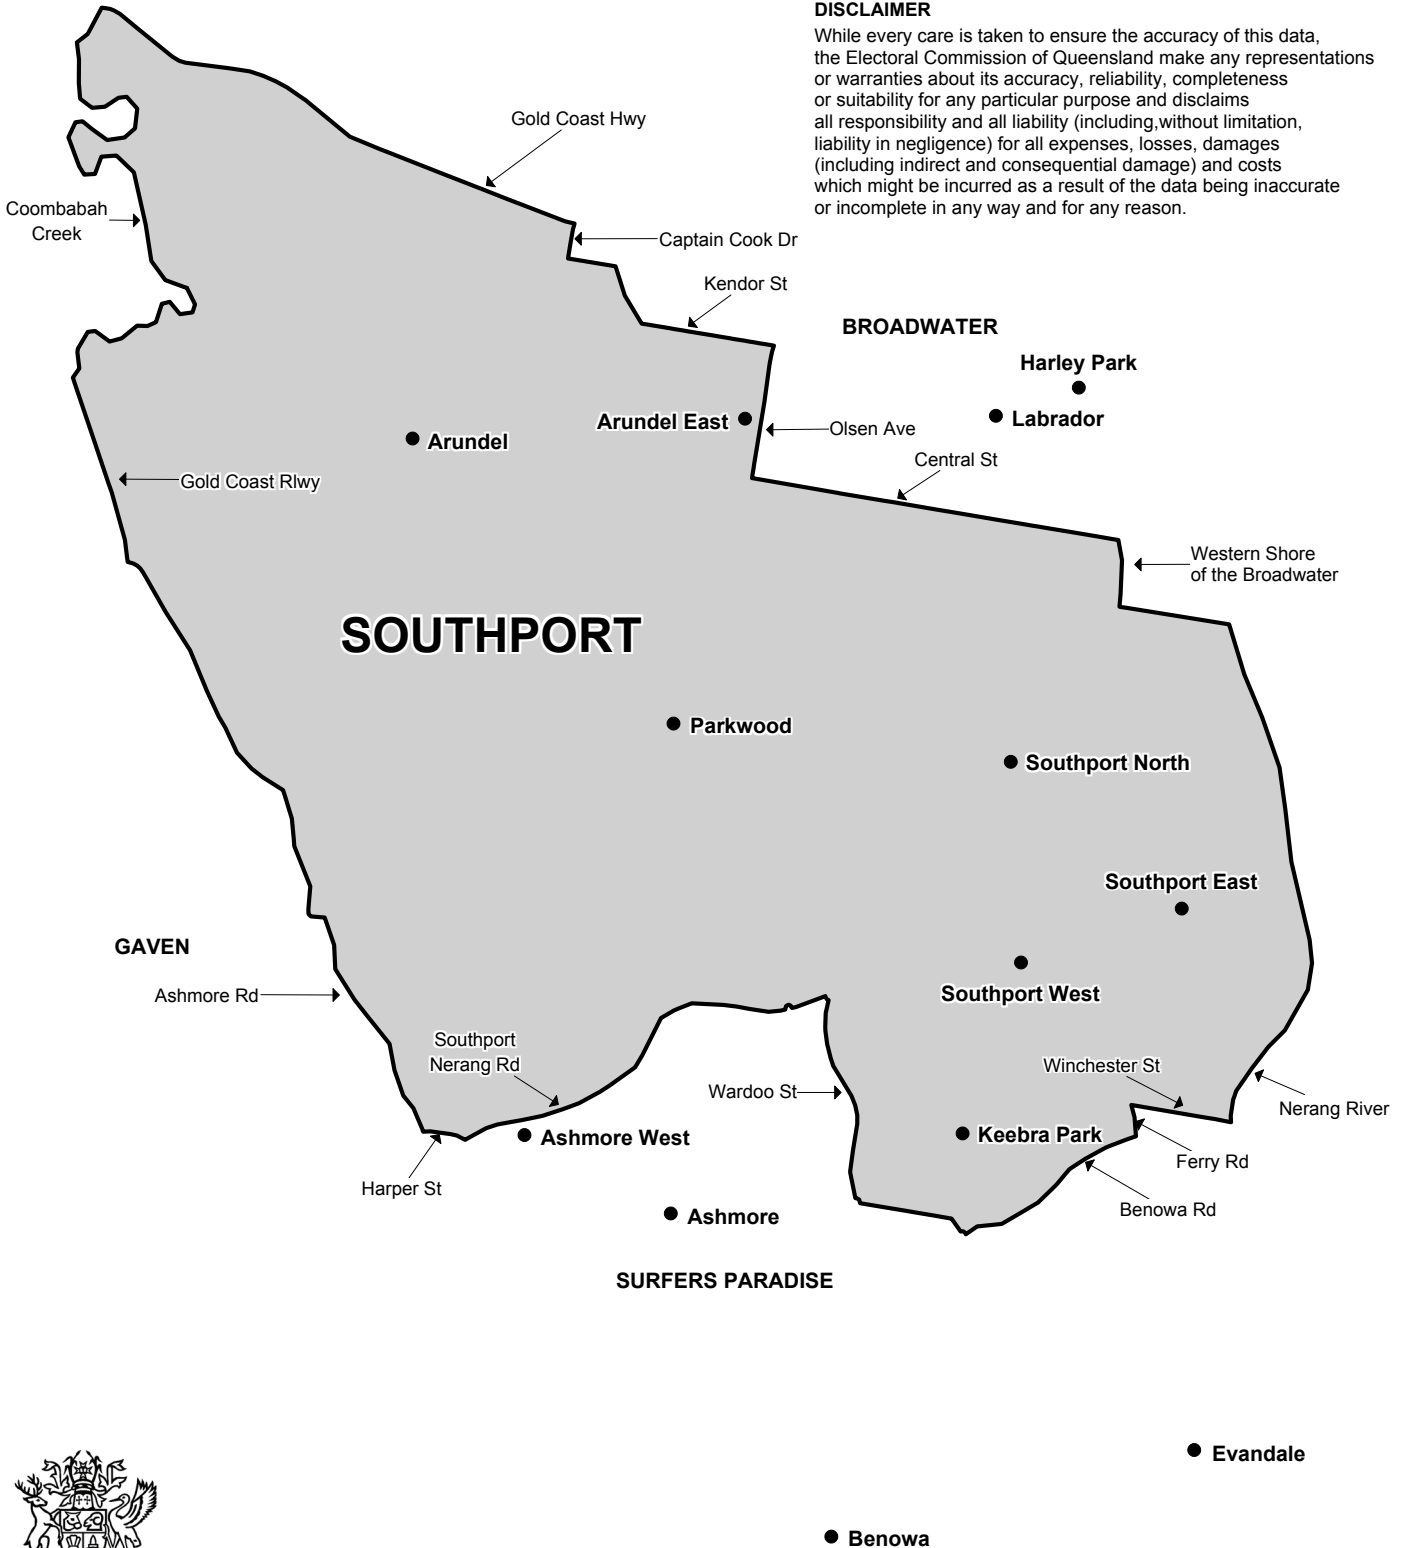 DISCLAIMER
While every care is taken to ensure the accuracy of this data,
the Electoral Commission of Queensland make any representations
or warranties about its accuracy, reliability, completeness
or suitability for any particular purpose and disclaims
all responsibility and all liability (including,without limitation,
liability in negligence) for all expenses, losses, damages
(including indirect and consequential damage) and costs
which might be incurred as a result of the data being inaccurate
or incomplete in any way and for any reason.
Gold Coast Hwy
Coombabah
Creek
Captain Cook Dr
Kendor St
BROADWATER
Harley Park
Labrador
Arundel East
Olsen Ave
Arundel
Central St
Gold Coast Rlwy
Western Shore
of the Broadwater
SOUTHPORT
Parkwood
Southport North
Southport East
GAVEN
Ashmore Rd
Southport West
Southport
Nerang Rd
Winchester St
Wardoo St
Nerang River
Keebra Park
Ashmore West
Ferry Rd
Harper St
Benowa Rd
Ashmore
SURFERS PARADISE
Evandale
Benowa